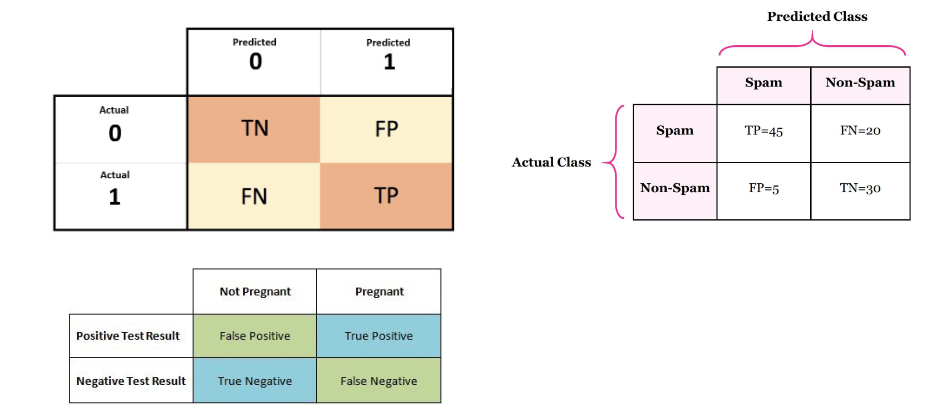 Predicted Predicted
0 1
Actual
0 TN FP
Actual
1 FN TP
Predicted Class
Spam Non-Spam
Actual Class
Spam TP=45 FN=20
Non-Spam FP=5 TN=30
Not Pregnant Pregnant
Positive Test Result False Positive True Positive
Negative Test Result True Negative False Negative